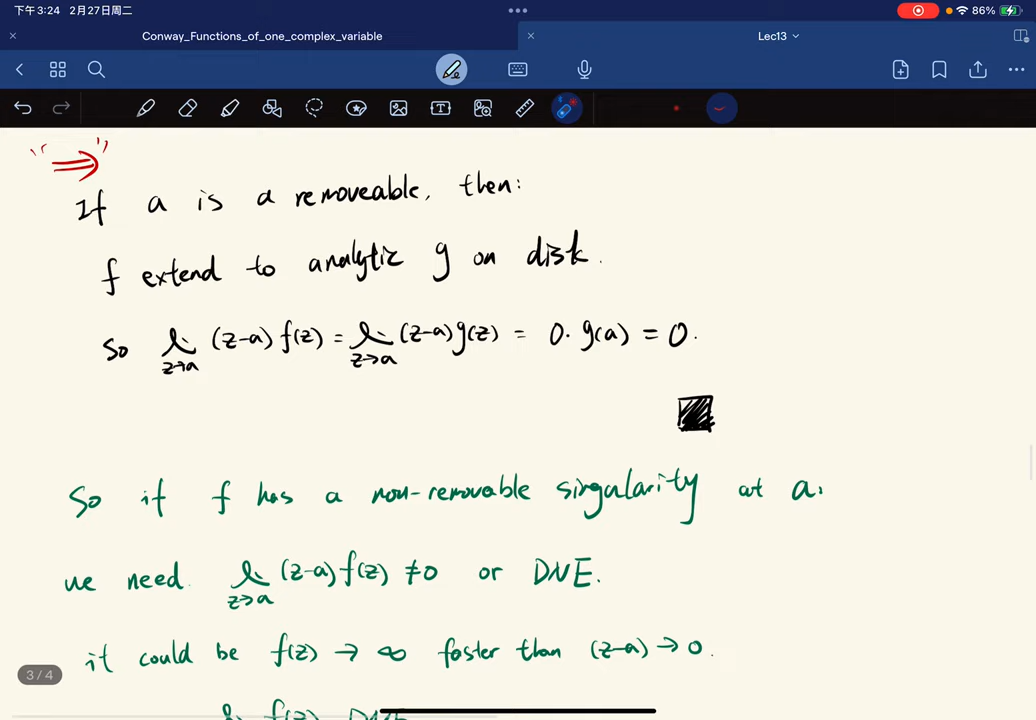 下午3:24 2月27日周二
86%
Conway_Functions_of_one_complex_variable
Lec13
"⇒"
If a is a removeable, then:
f extend to analytic g on disk.
So lim_{z→a} (z-a) f(z) = lim_{z→a} (z-a) g(z) = 0 · g(a) = 0.
So if f has a non-removable singularity at a,
we need lim_{z→a} (z-a) f(z) ≠ 0 or DNE.
it could be f(z) → ∞ faster than (z-a) → 0.
3 / 4
f(z) DNE